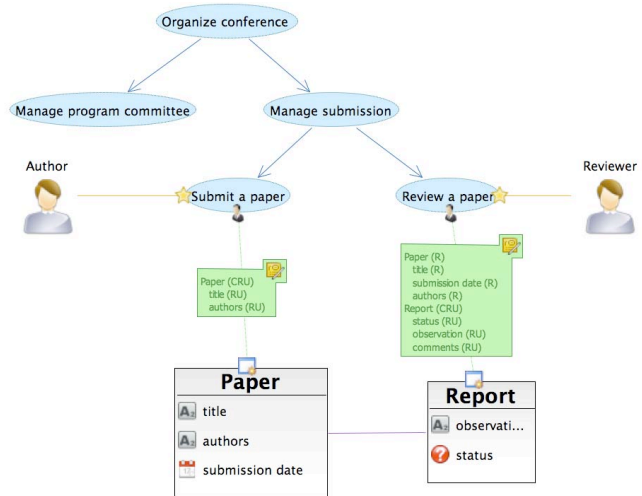 Organize conference
Manage program committee
Manage submission
Author
Reviewer
Submit a paper
Review a paper
Paper (CRU)
title (RU)
authors (RU)
Paper (R)
title (R)
submission date (R)
authors (R)
Report (CRU)
status (RU)
observation (RU)
comments (RU)
Paper
title
authors
submission date
Report
observati...
status